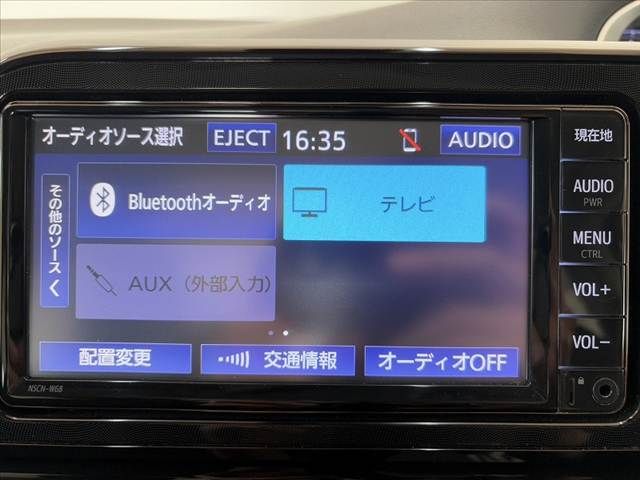 オーディオソース選択 EJECT 16:35 AUDIO
その他のソース
Bluetoothオーディオ
テレビ
AUX (外部入力)
配置変更
交通情報
オーディオOFF
NSCN-W68
現在地
AUDIO
PWR
MENU
CTRL
VOL+
VOL−